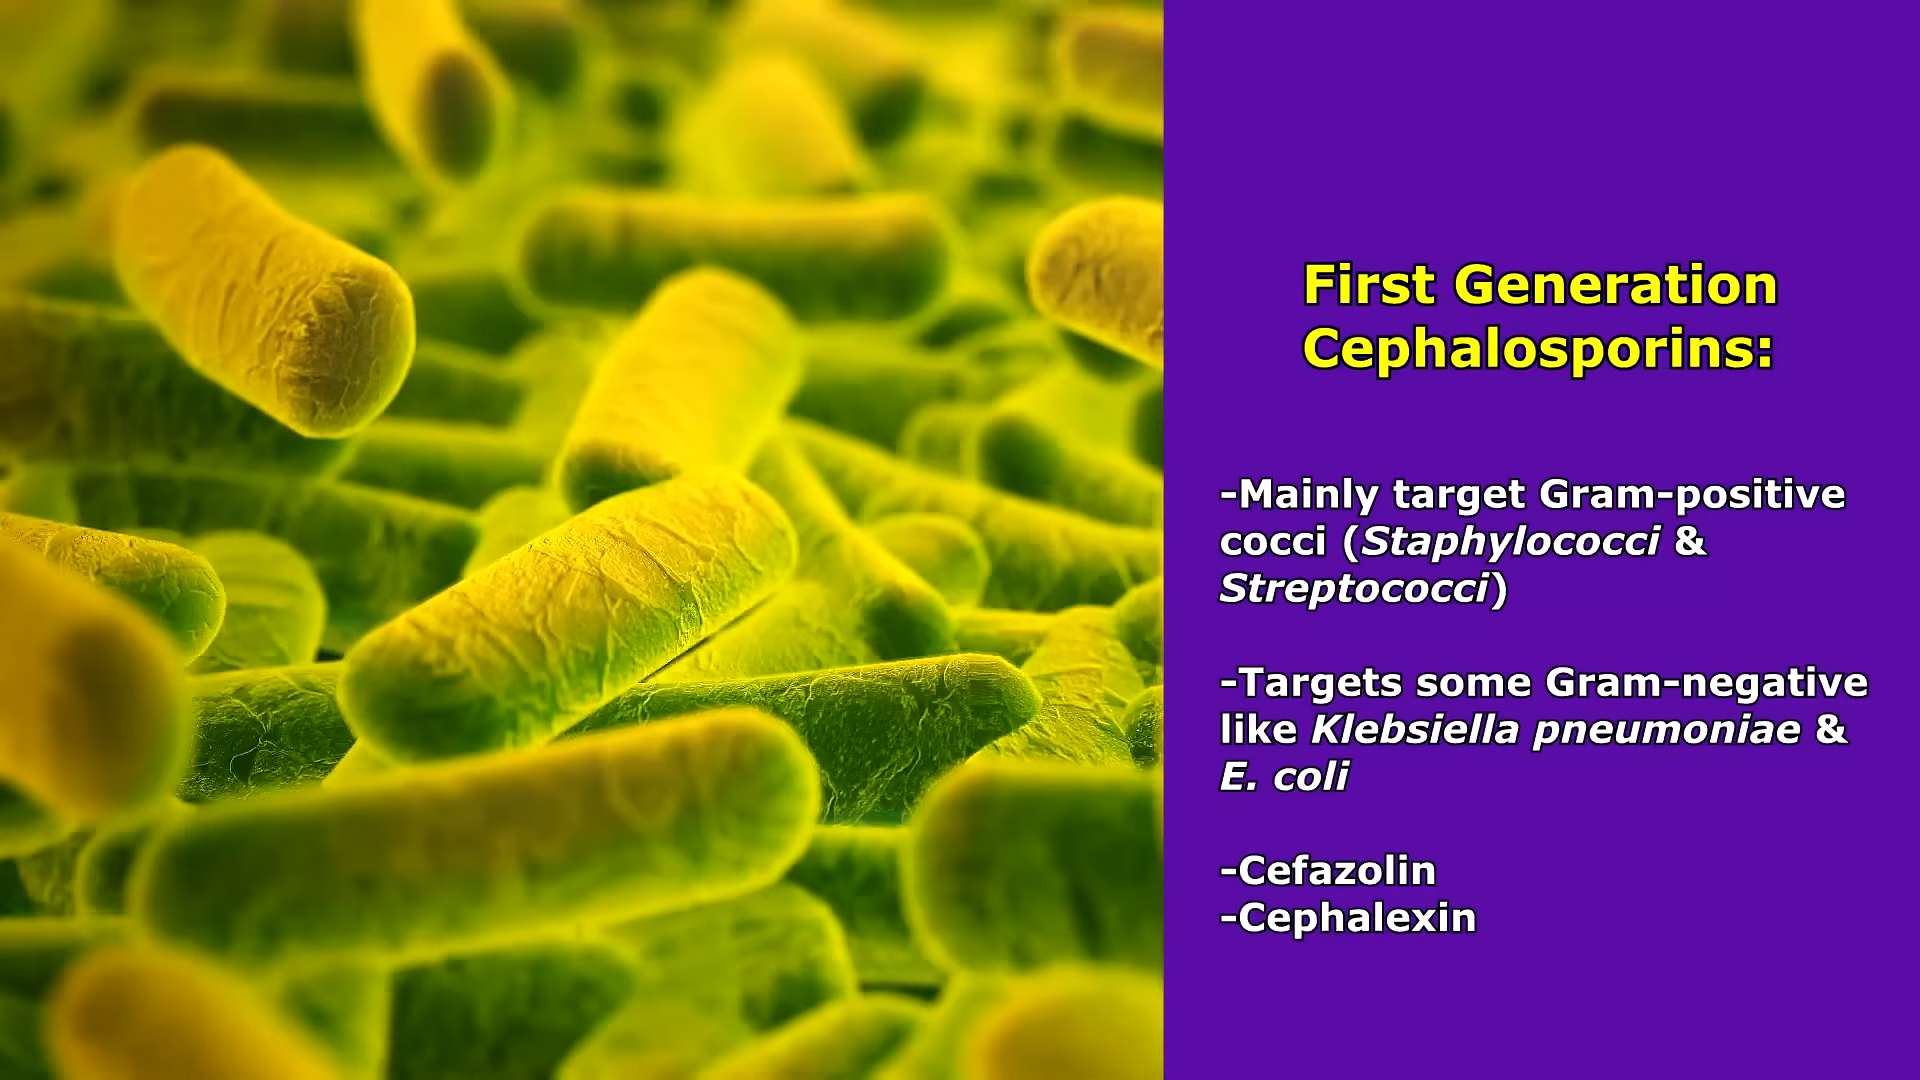 First Generation
Cephalosporins:
-Mainly target Gram-positive
cocci (Staphylococci &
Streptococci)
-Targets some Gram-negative
like Klebsiella pneumoniae &
E. coli
-Cefazolin
-Cephalexin